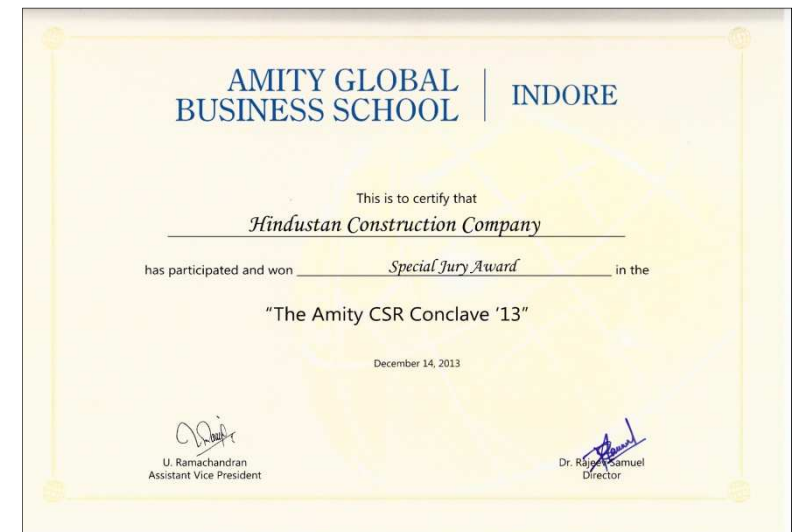 AMITY GLOBAL
BUSINESS SCHOOL
INDORE
This is to certify that
Hindustan Construction Company
has participated and won Special Jury Award in the
"The Amity CSR Conclave '13"
December 14, 2013
U. Ramachandran
Assistant Vice President
Dr. Rajeev Samuel
Director